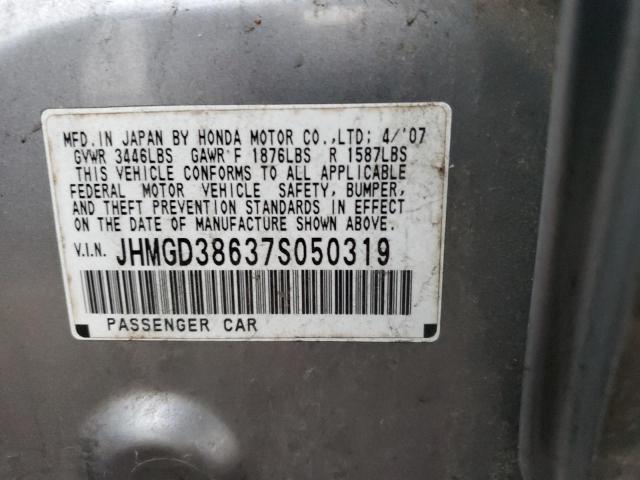 MFD.IN JAPAN BY HONDA MOTOR CO.,LTD; 4/'07
GVWR 3446LBS GAWR F 1876LBS R 1587LBS
THIS VEHICLE CONFORMS TO ALL APPLICABLE
FEDERAL MOTOR VEHICLE SAFETY, BUMPER,
AND THEFT PREVENTION STANDARDS IN EFFECT
ON THE DATE OF MANUFACTURE SHOWN ABOVE.
V.I.N. JHMGD38637S050319
PASSENGER CAR